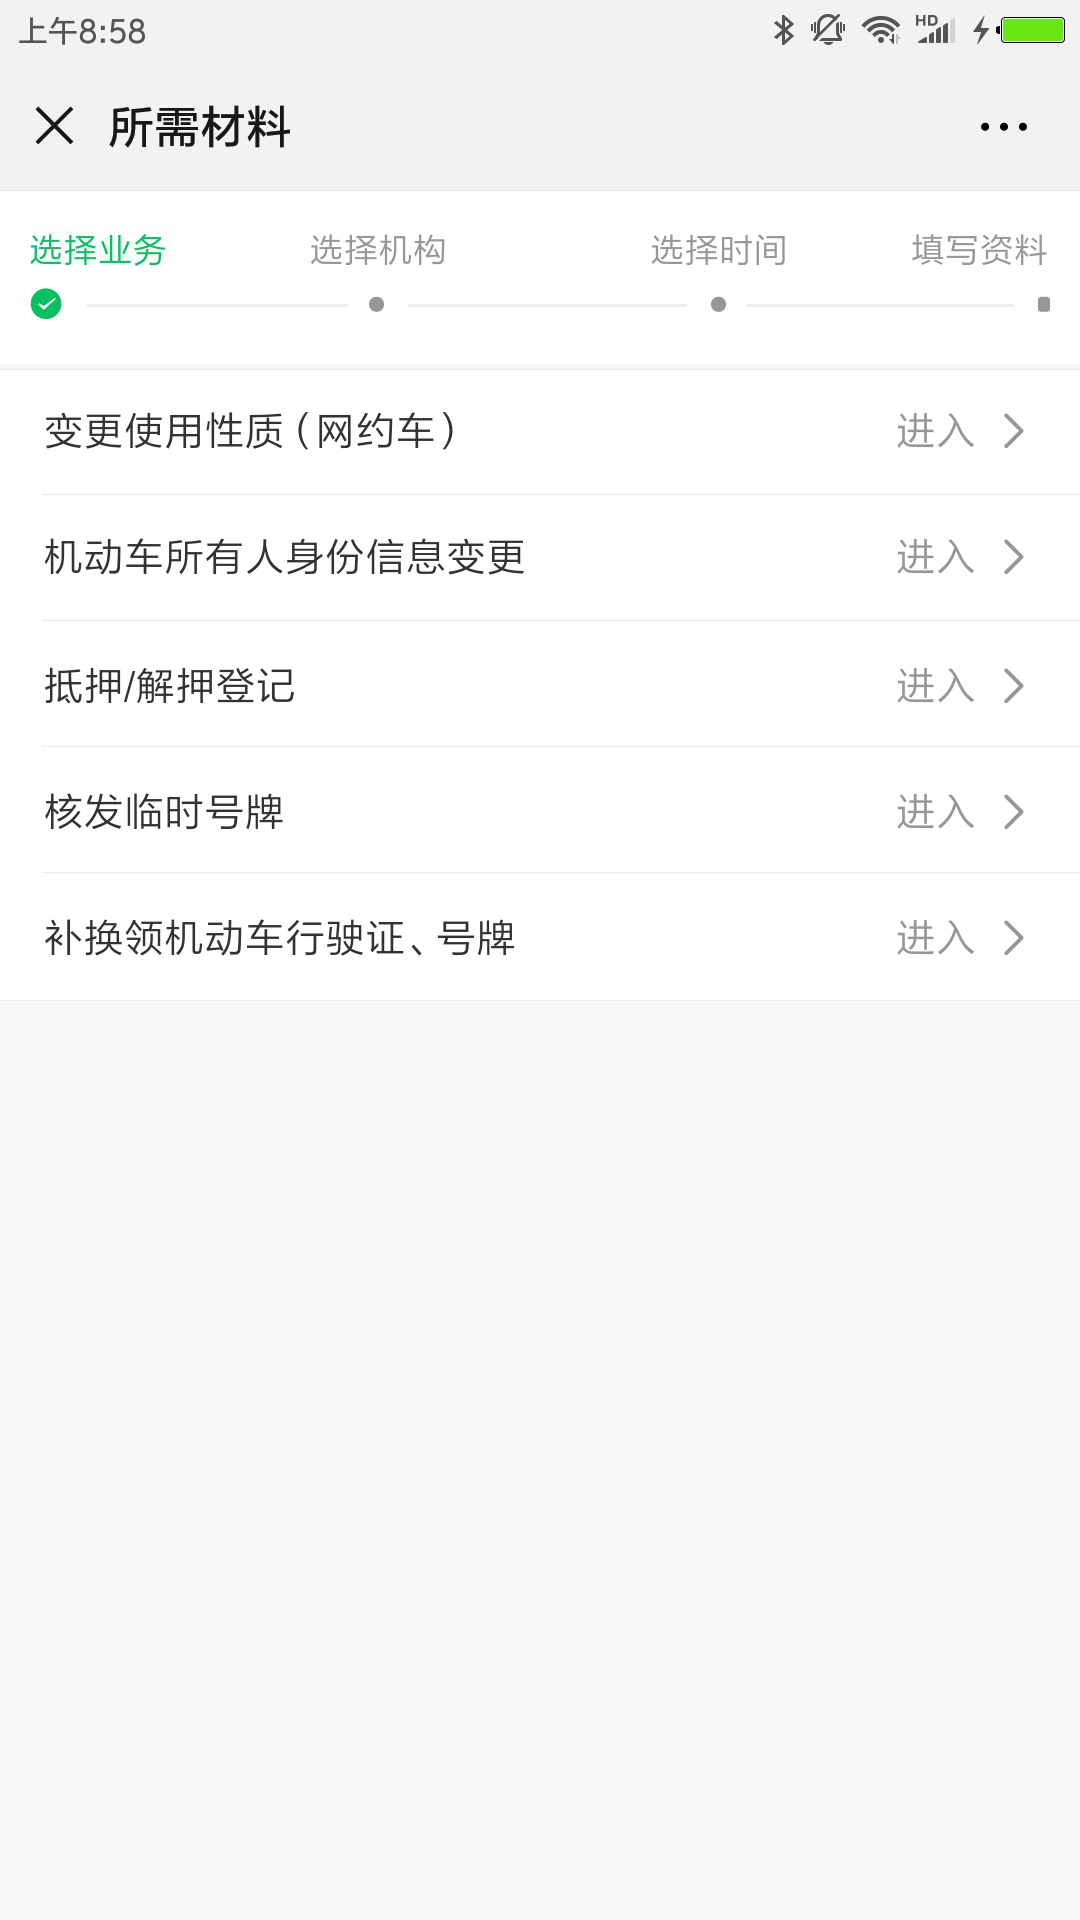 上午8:58
HD
所需材料
选择业务 选择机构 选择时间 填写资料
变更使用性质（网约车） 进入
机动车所有人身份信息变更 进入
抵押/解押登记 进入
核发临时号牌 进入
补换领机动车行驶证、号牌 进入